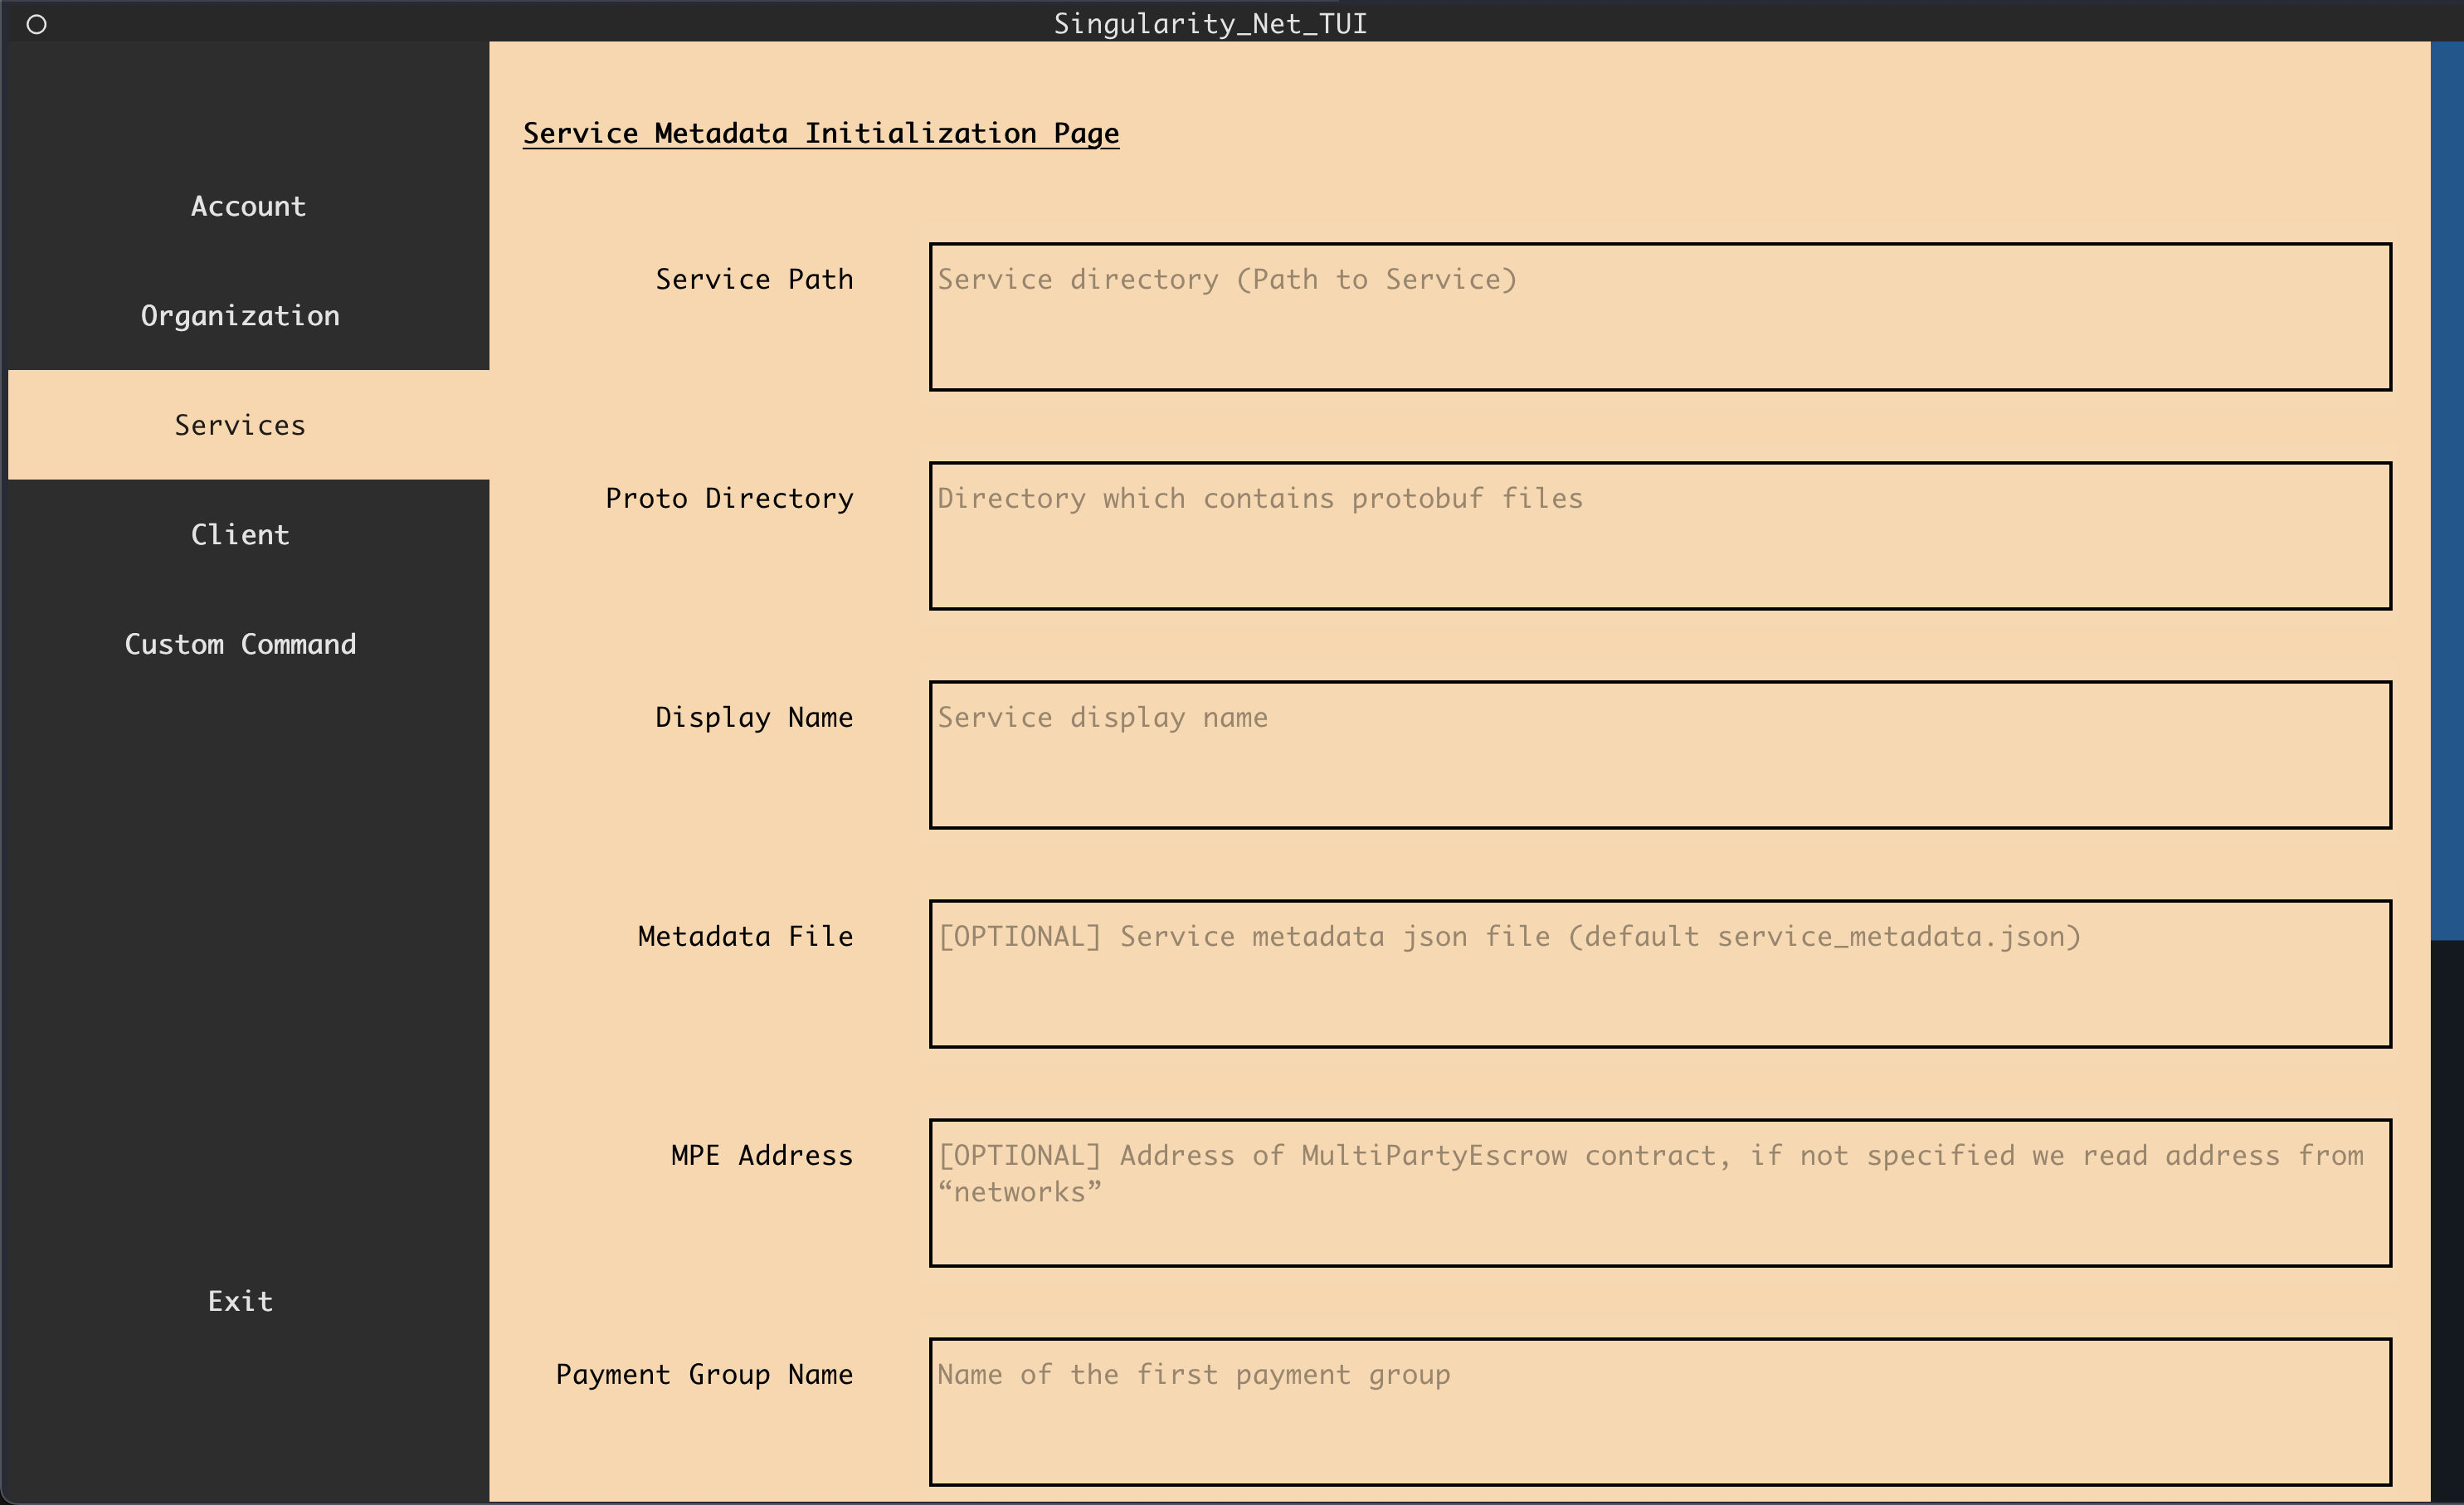 Singularity_Net_TUI
Service Metadata Initialization Page
Account
Organization
Services
Client
Custom Command
Exit
Service Path
Service directory (Path to Service)
Proto Directory
Directory which contains protobuf files
Display Name
Service display name
Metadata File
[OPTIONAL] Service metadata json file (default service_metadata.json)
MPE Address
[OPTIONAL] Address of MultiPartyEscrow contract, if not specified we read address from
“networks”
Payment Group Name
Name of the first payment group